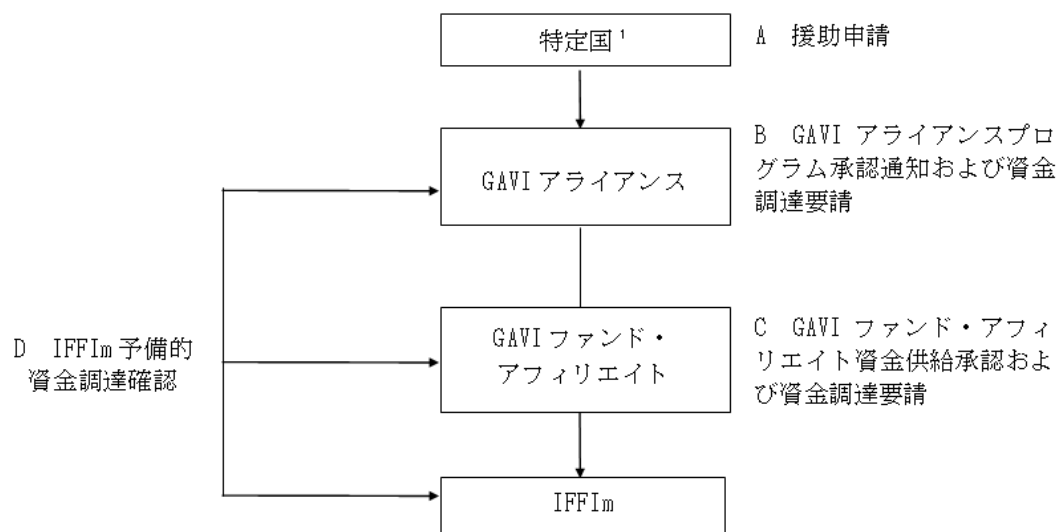 特定国¹
A 援助申請
GAVI アライアンス
B GAVI アライアンスプロ
グラム承認通知および資金
調達要請
GAVI ファンド・
アフィリエイト
C GAVI ファンド・アフィ
リエイト資金供給承認およ
び資金調達要請
D IFFIm 予備的
資金調達確認
IFFIm